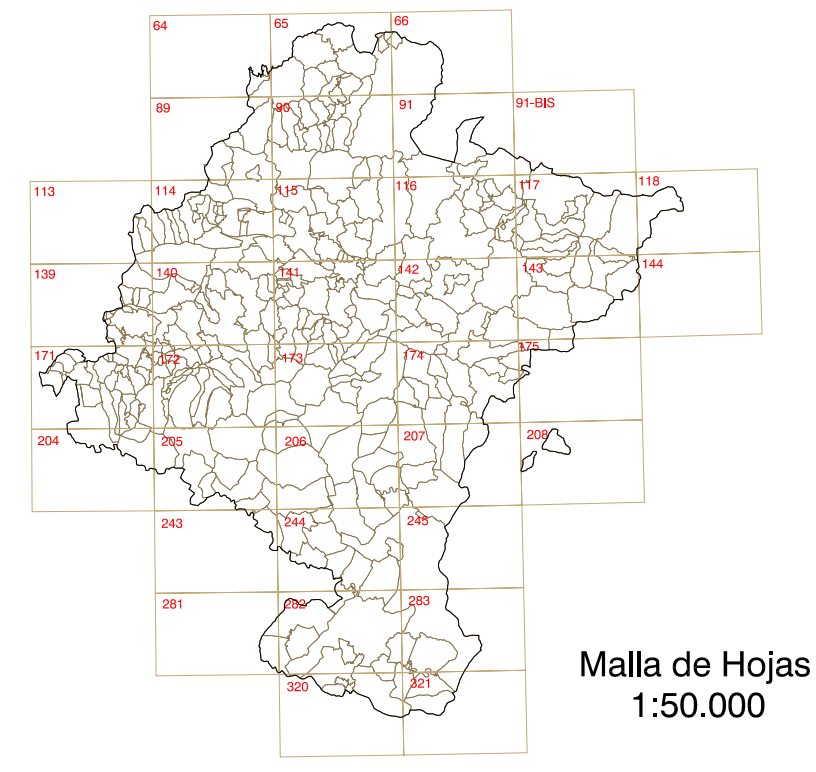 64 65 66
89 90 91 91-BIS
113 114 115 116 117 118
139 140 141 142 143 144
171 172 173 174 175
204 205 206 207 208
243 244 245
281 282 283
320 321
Malla de Hojas
1:50.000